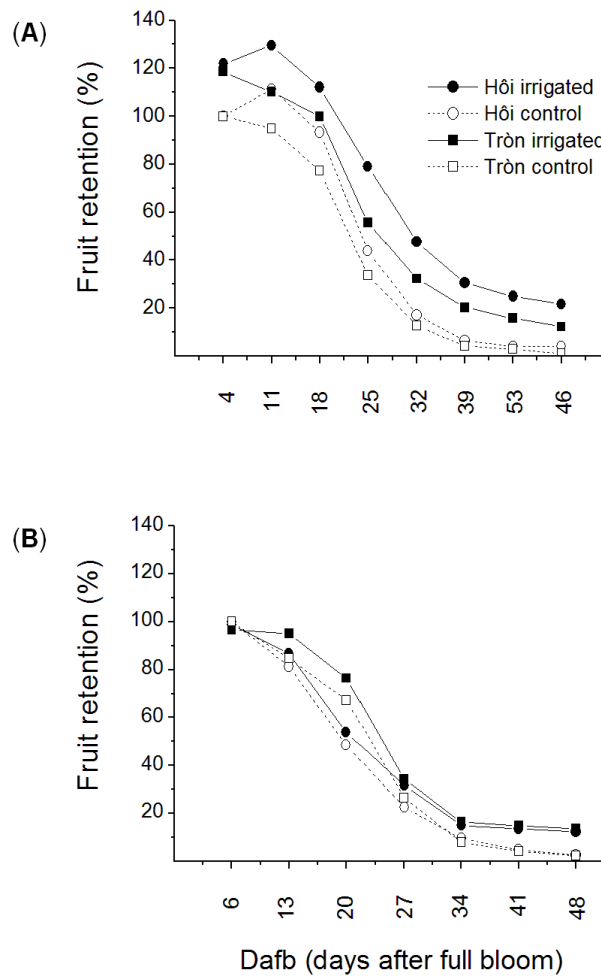 (A)
Fruit retention (%)
140
120
100
80
60
40
20
Hôi irrigated
Hôi control
Tròn irrigated
Tròn control
4 11 18 25 32 39 53 46
(B)
Fruit retention (%)
140
120
100
80
60
40
20
6 13 20 27 34 41 48
Dafb (days after full bloom)